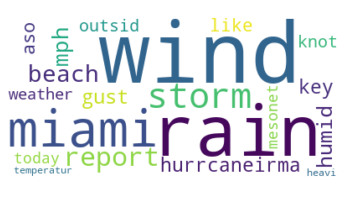 outsid like
aso mph wind knot
beach gust storm key
weather mesonet humid
miami rain
today report hurrcaneirma
temperatur heavi